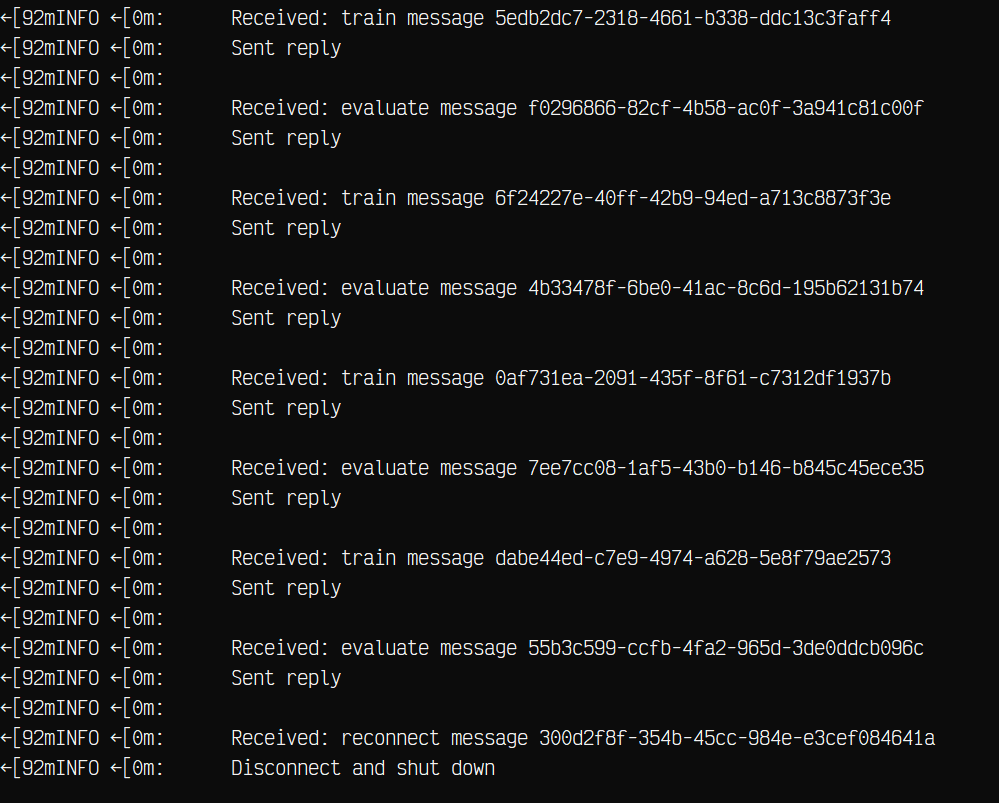 ←[92mINFO ←[0m:      Received: train message 5edb2dc7-2318-4661-b338-ddc13c3faff4
←[92mINFO ←[0m:      Sent reply
←[92mINFO ←[0m:
←[92mINFO ←[0m:      Received: evaluate message f0296866-82cf-4b58-ac0f-3a941c81c00f
←[92mINFO ←[0m:      Sent reply
←[92mINFO ←[0m:
←[92mINFO ←[0m:      Received: train message 6f24227e-40ff-42b9-94ed-a713c8873f3e
←[92mINFO ←[0m:      Sent reply
←[92mINFO ←[0m:
←[92mINFO ←[0m:      Received: evaluate message 4b33478f-6be0-41ac-8c6d-195b62131b74
←[92mINFO ←[0m:      Sent reply
←[92mINFO ←[0m:
←[92mINFO ←[0m:      Received: train message 0af731ea-2091-435f-8f61-c7312df1937b
←[92mINFO ←[0m:      Sent reply
←[92mINFO ←[0m:
←[92mINFO ←[0m:      Received: evaluate message 7ee7cc08-1af5-43b0-b146-b845c45ece35
←[92mINFO ←[0m:      Sent reply
←[92mINFO ←[0m:
←[92mINFO ←[0m:      Received: train message dabe44ed-c7e9-4974-a628-5e8f79ae2573
←[92mINFO ←[0m:      Sent reply
←[92mINFO ←[0m:
←[92mINFO ←[0m:      Received: evaluate message 55b3c599-ccfb-4fa2-965d-3de0ddcb096c
←[92mINFO ←[0m:      Sent reply
←[92mINFO ←[0m:
←[92mINFO ←[0m:      Received: reconnect message 300d2f8f-354b-45cc-984e-e3cef084641a
←[92mINFO ←[0m:      Disconnect and shut down